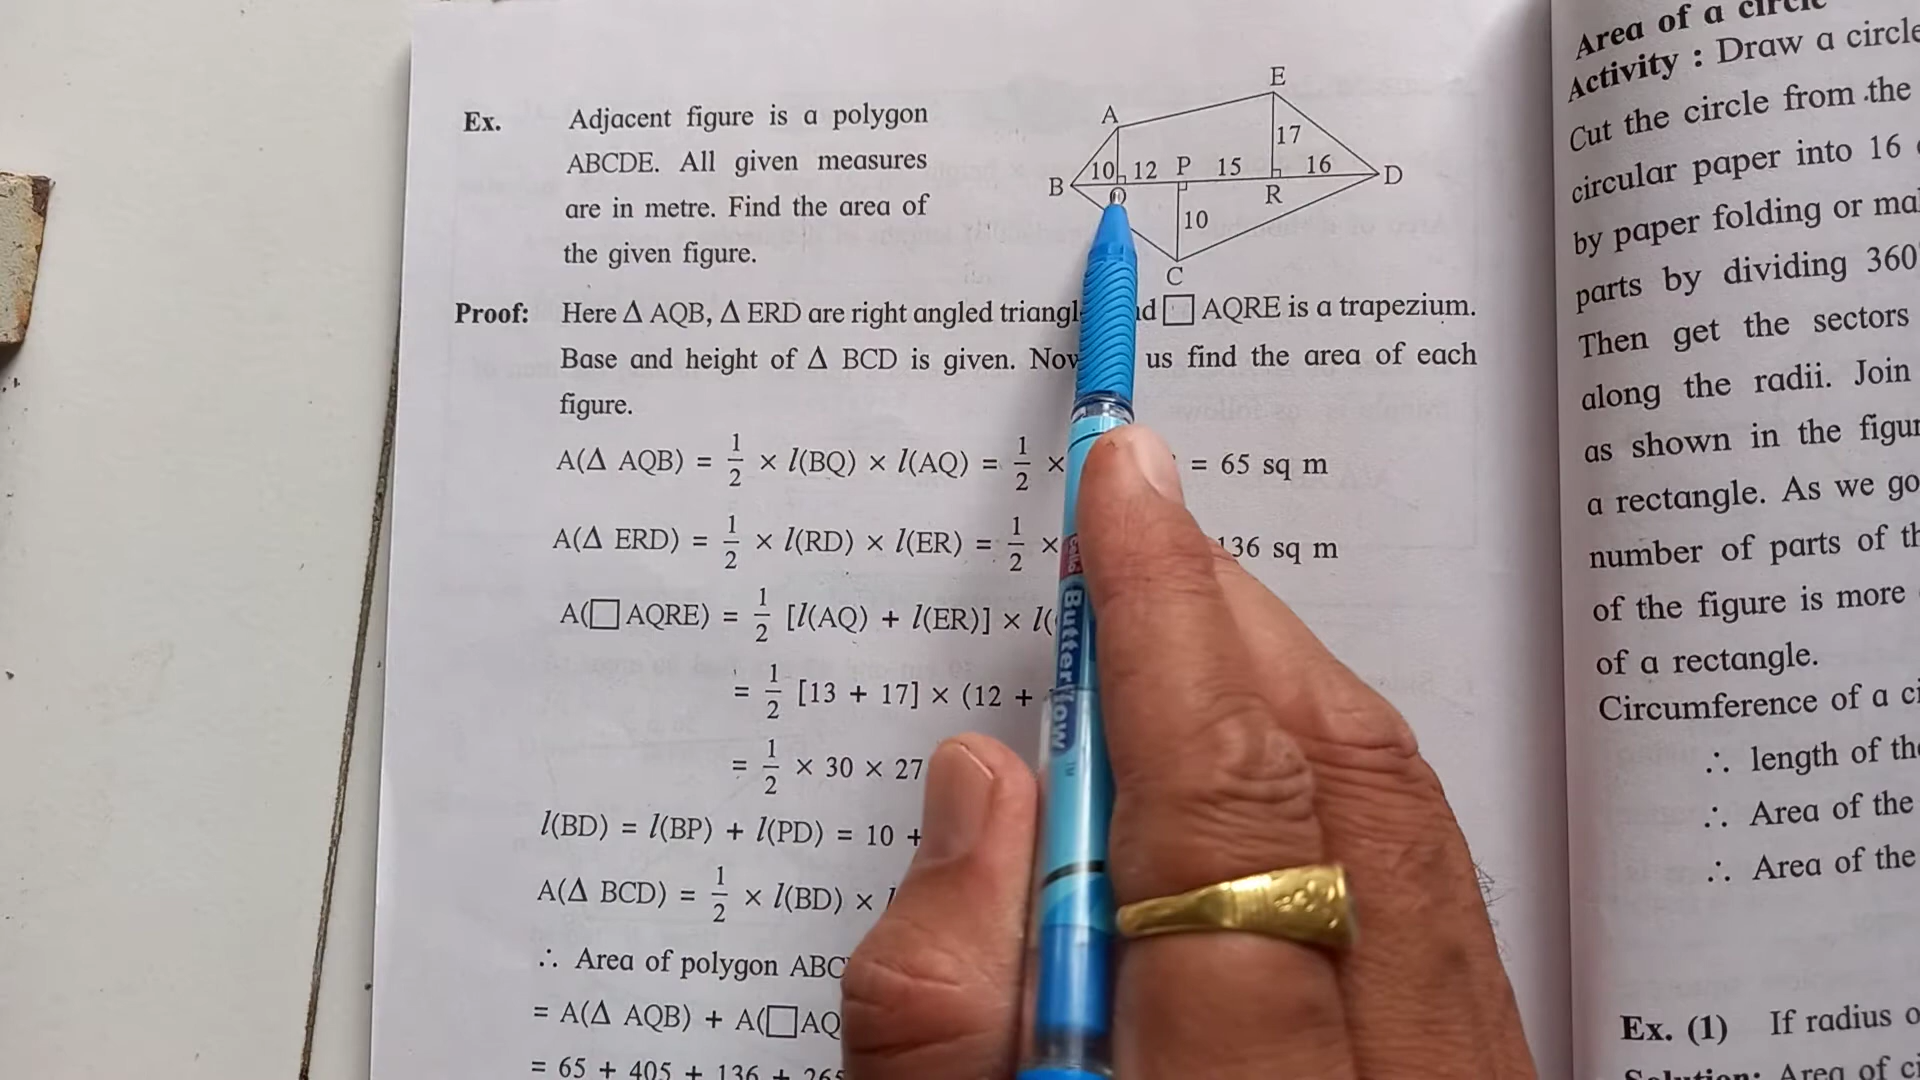 Ex. Adjacent figure is a polygon
ABCDE. All given measures
are in metre. Find the area of
the given figure.
E
A
17
10 12 P 15 16
B D
Q R
10
C
Proof: Here Δ AQB, Δ ERD are right angled □ AQRE is a trapezium.
Base and height of Δ BCD is given. us find the area of each
figure.
A(Δ AQB) = 1/2 × l(BQ) × l(AQ) = 1/2 × = 65 sq m
A(Δ ERD) = 1/2 × l(RD) × l(ER) = 1/2 × 136 sq m
A(□ AQRE) = 1/2 [l(AQ) + l(ER)] × l(
= 1/2 [13 + 17] × (12 +
= 1/2 × 30 × 27
l(BD) = l(BP) + l(PD) = 10 +
A(Δ BCD) = 1/2 × l(BD) × l
∴ Area of polygon ABC
= A(Δ AQB) + A(□AQ
= 65 + 405 + 136 + 265
Butterflow
Area of a circle
Activity : Draw a circle
Cut the circle from the
circular paper into 16
by paper folding or
parts by dividing 360
Then get the sectors
along the radii. Join
as shown in the
a rectangle. As we go
number of parts of
of the figure is more
of a rectangle.
Circumference of a
∴ length of the
∴ Area of the
∴ Area of the
Ex. (1) If radius
Solution: Area of